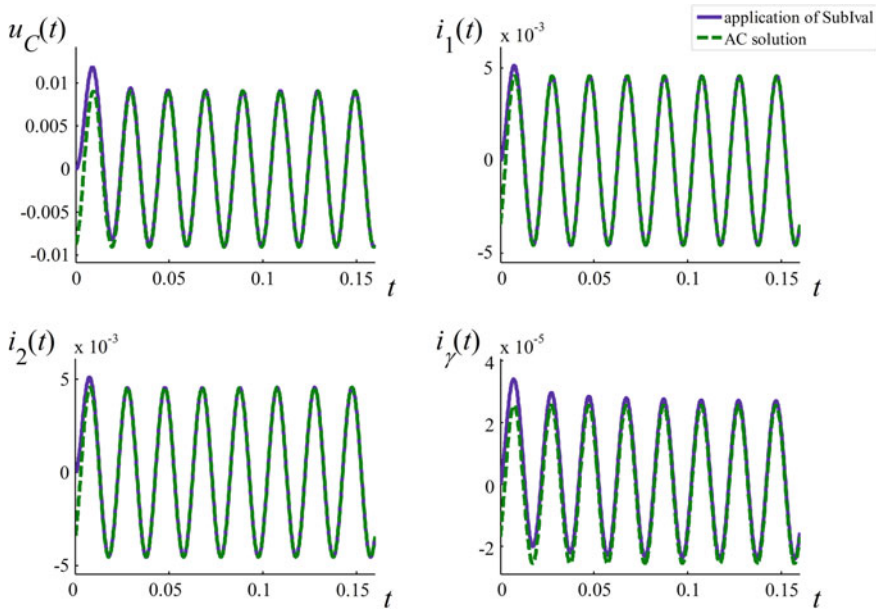 application of SubIval
AC solution
u_C(t)
0.01
0.005
0
-0.005
-0.01
0
0.05
0.1
0.15
t
i_1(t)
x 10^-3
5
0
-5
0
0.05
0.1
0.15
t
i_2(t)
x 10^-3
5
0
-5
0
0.05
0.1
0.15
t
i_γ(t)
x 10^-5
4
2
0
-2
0
0.05
0.1
0.15
t